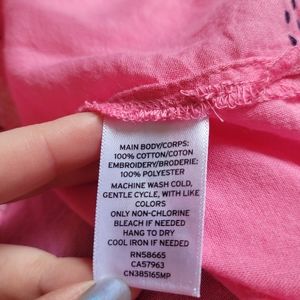 MAIN BODY/CORPS:
100% COTTON/COTON
EMBROIDERY/BRODERIE:
100% POLYESTER
MACHINE WASH COLD,
GENTLE CYCLE, WITH LIKE
COLORS
ONLY NON-CHLORINE
BLEACH IF NEEDED
HANG TO DRY
COOL IRON IF NEEDED
RN58665
CA57963
CN385165MP